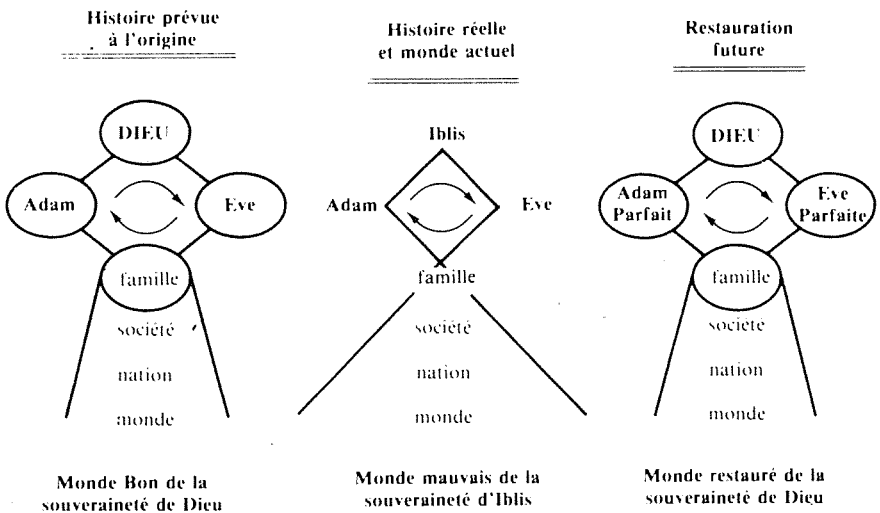 Histoire prévue
à l'origine
DIEU
Adam
Eve
famille
société
nation
monde
Monde Bon de la
souveraineté de Dieu
Histoire réelle
et monde actuel
Iblis
Adam
Eve
famille
société
nation
monde
Monde mauvais de la
souveraineté d'Iblis
Restauration
future
DIEU
Adam
Parfait
Eve
Parfaite
famille
société
nation
monde
Monde restauré de la
souveraineté de Dieu